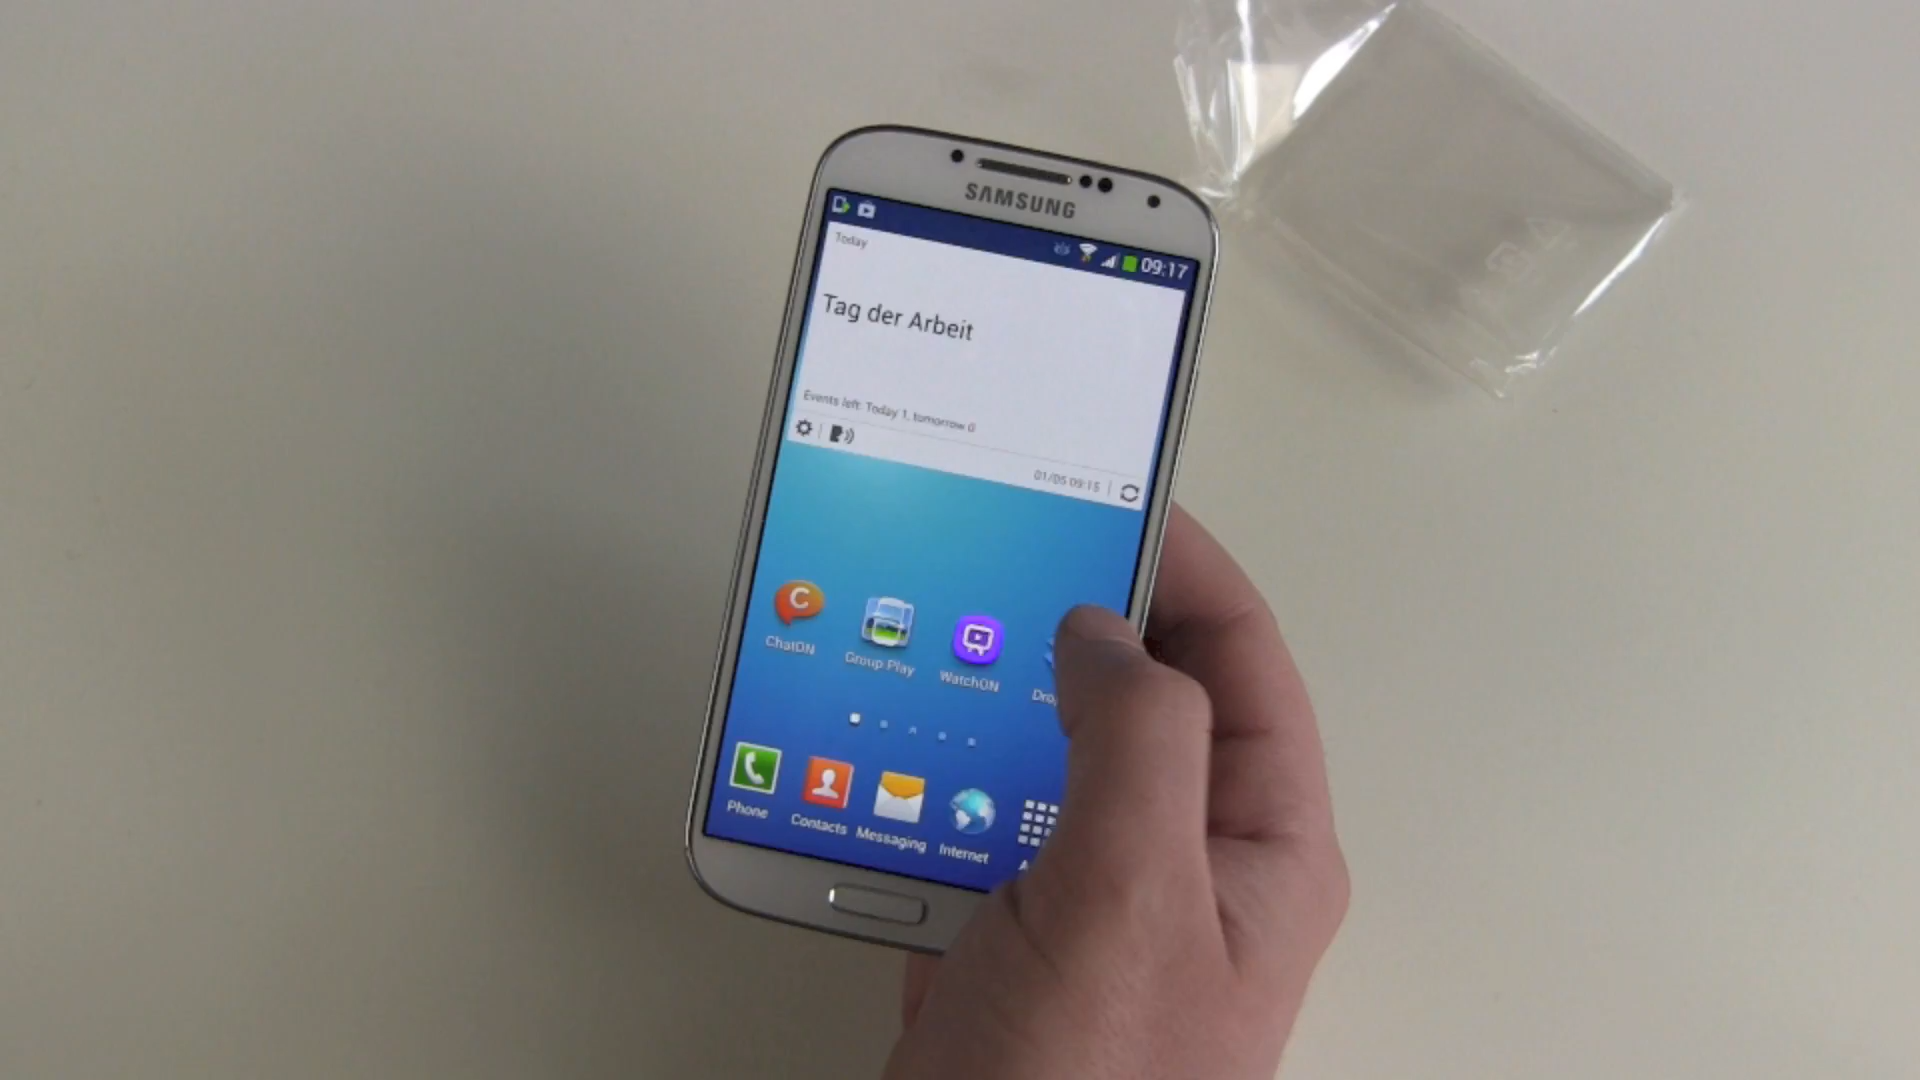 SAMSUNG
09:17
Today
Tag der Arbeit
Events left: Today 1, tomorrow 0
01/05 09:15
ChatON
Group Play
WatchON
Phone
Contacts
Messaging
Internet